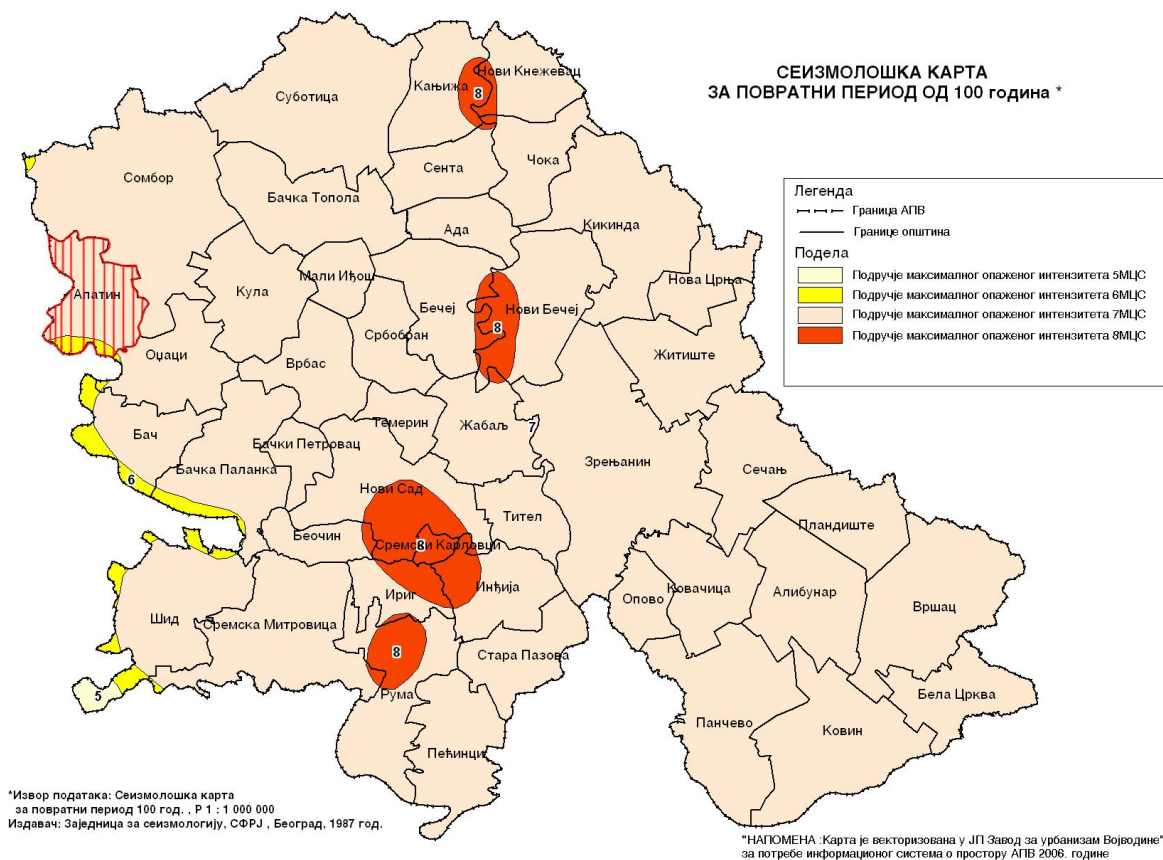 СЕИЗМОЛОШКА КАРТА
ЗА ПОВРАТНИ ПЕРИОД ОД 100 година *
Легенда
Граница АПВ
Границе општина
Подела
Подручје максималног опаженог интензитета 5МЦС
Подручје максималног опаженог интензитета 6МЦС
Подручје максималног опаженог интензитета 7МЦС
Подручје максималног опаженог интензитета 8МЦС
Суботица
Кањижа
Нови Кнежевац
8
Сомбор
Сента
Чока
Бачка Топола
Ада
Кикинда
Апатин
Кула
Мали Иђош
Бечеј
Нови Бечеј
8
Нова Црња
Србобран
Оџаци
Врбас
Житиште
Бач
Темерин
Жабаљ
7
Бачки Петровац
Бачка Паланка
6
Зрењанин
Сечањ
Нови Сад
Тител
Пландиште
Беочин
Сремски Карловци
8
Ириг
Инђија
Опово
Ковачица
Алибунар
Вршац
Шид
Сремска Митровица
8
Стара Пазова
5
Рума
Бела Црква
Панчево
Ковин
Пећинци
*Извор података: Сеизмолошка карта
за повратни период 100 год. , Р 1 : 1 000 000
Издавач: Заједница за сеизмологију, СФРЈ , Београд, 1987 год.
"НАПОМЕНА :Карта је векторизована у ЈП Завод за урбанизам Војводине"
за потребе информационог система о простору АПВ 2006. године